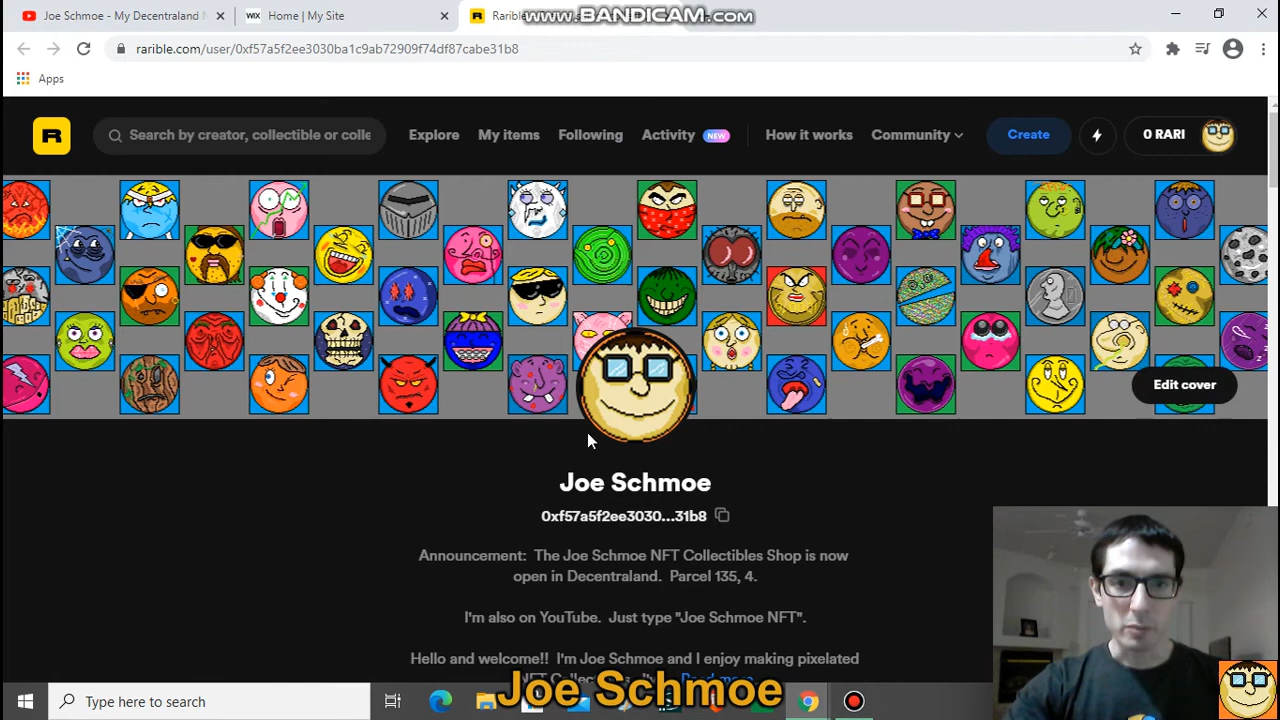 Joe Schmoe - My Decentraland N
WiX Home | My Site
R Rarible
WWW.BANDICAM.COM
rarible.com/user/0xf57a5f2ee3030ba1c9ab72909f74df87cabe31b8
Apps
R
Search by creator, collectible or colle
Explore
My items
Following
Activity NEW
How it works
Community
Create
0 RARI
Edit cover
Joe Schmoe
0xf57a5f2ee3030...31b8
Announcement: The Joe Schmoe NFT Collectibles Shop is now
open in Decentraland. Parcel 135, 4.
I'm also on YouTube. Just type "Joe Schmoe NFT".
Hello and welcome!! I'm Joe Schmoe and I enjoy making pixelated
NFT
Joe Schmoe
Type here to search